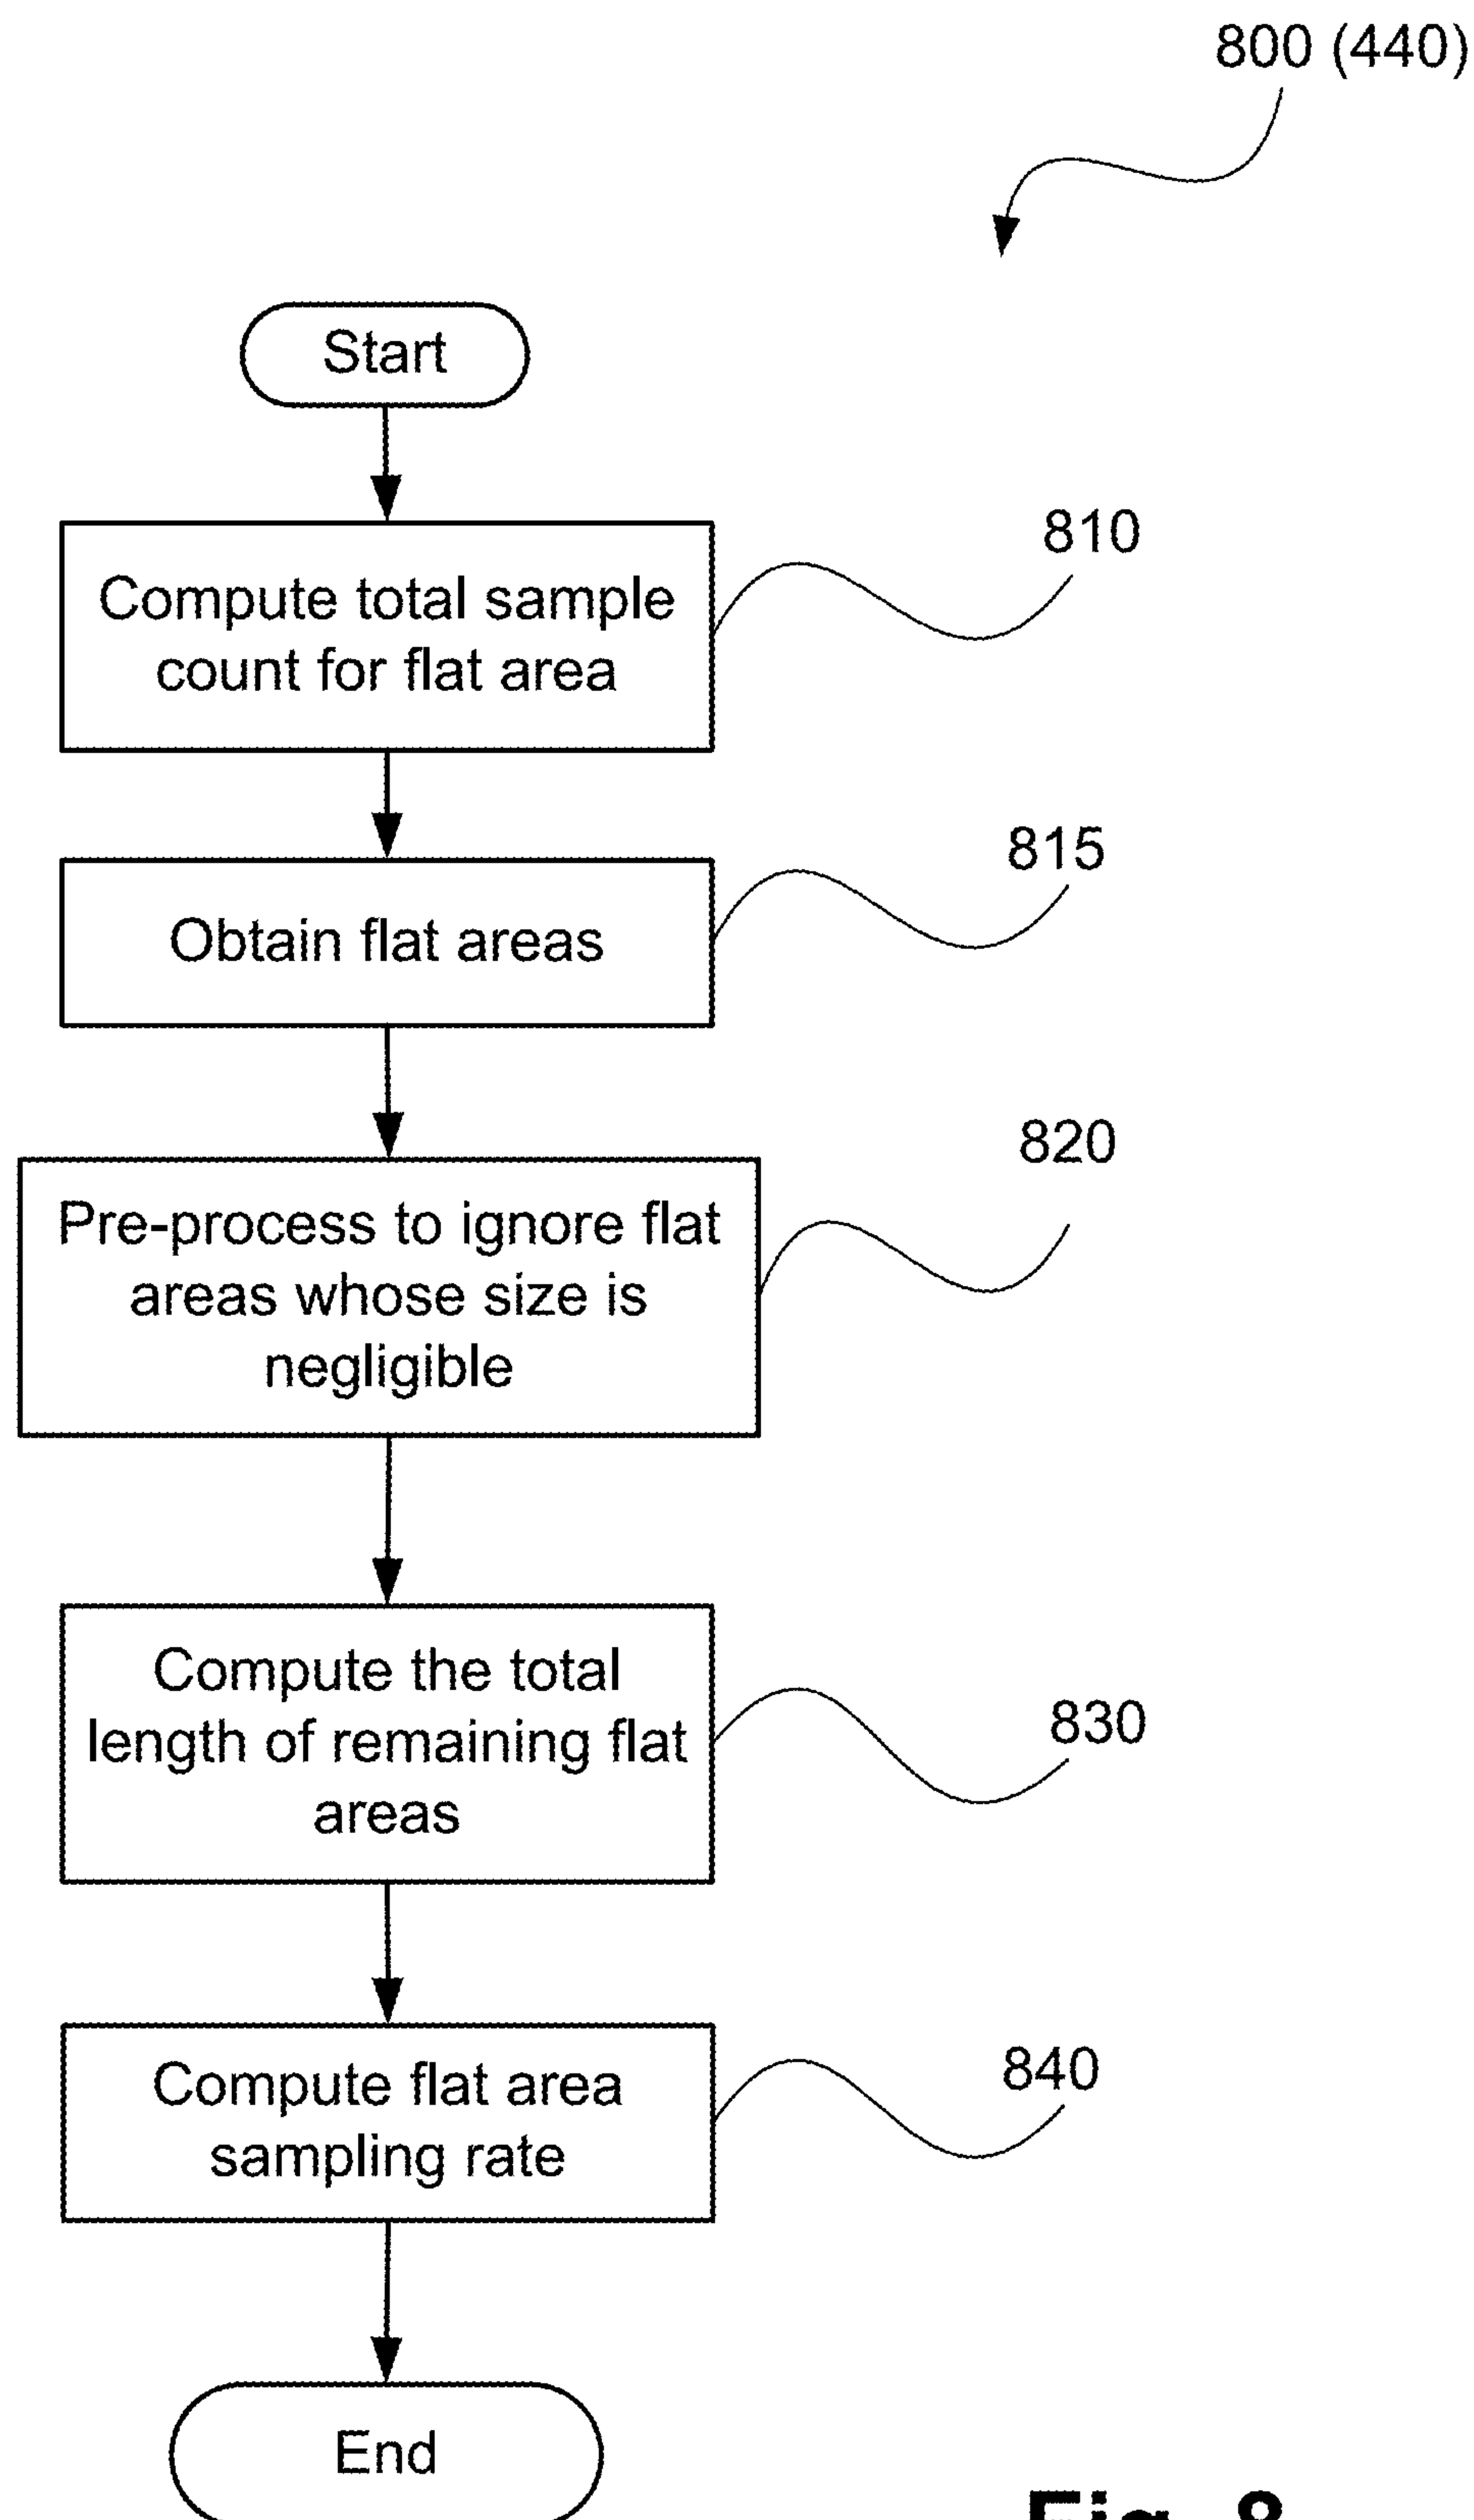 800 (440)
Start
Compute total sample
count for flat area
810
Obtain flat areas
815
Pre-process to ignore flat
areas whose size is
negligible
820
Compute the total
length of remaining flat
areas
830
Compute flat area
sampling rate
840
End
Fig. 8